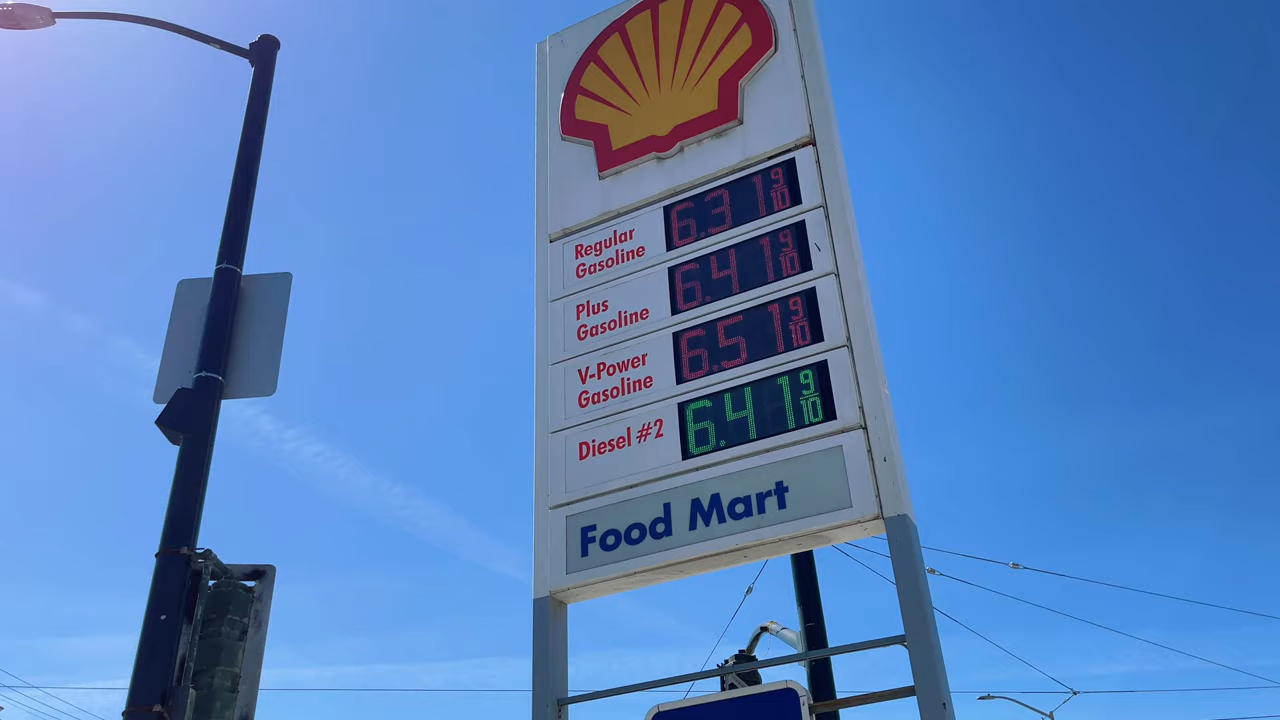 Regular
Gasoline
6.31 9/10
Plus
Gasoline
6.41 9/10
V-Power
Gasoline
6.51 9/10
Diesel #2
6.41 9/10
Food Mart